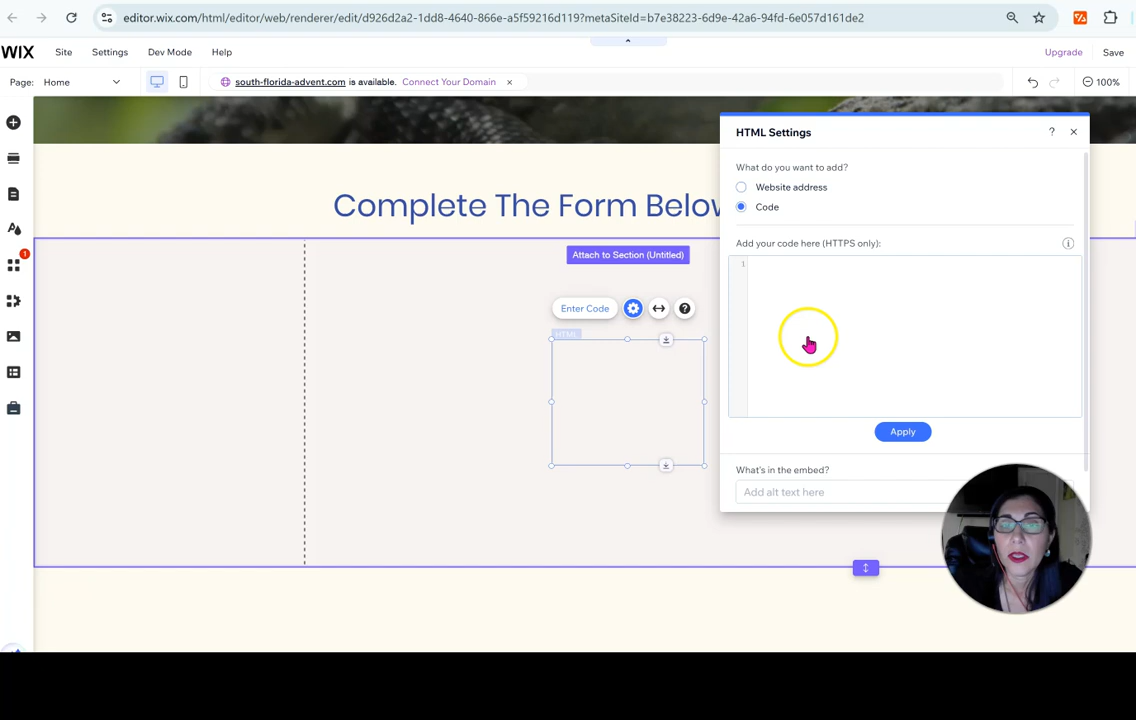 editor.wix.com/html/editor/web/renderer/edit/d926d2a2-1dd8-4640-866e-a5f59216d119?metaSiteId=b7e38223-6d9e-42a6-94fd-6e057d161de2
WIX Site Settings Dev Mode Help Upgrade Save
Page: Home south-florida-advent.com is available. Connect Your Domain × 100%
HTML Settings ? ×
What do you want to add?
Website address
Code
Complete The Form Below
Add your code here (HTTPS only):
1
Attach to Section (Untitled)
1
Enter Code ?
HTML
Apply
What's in the embed?
Add alt text here